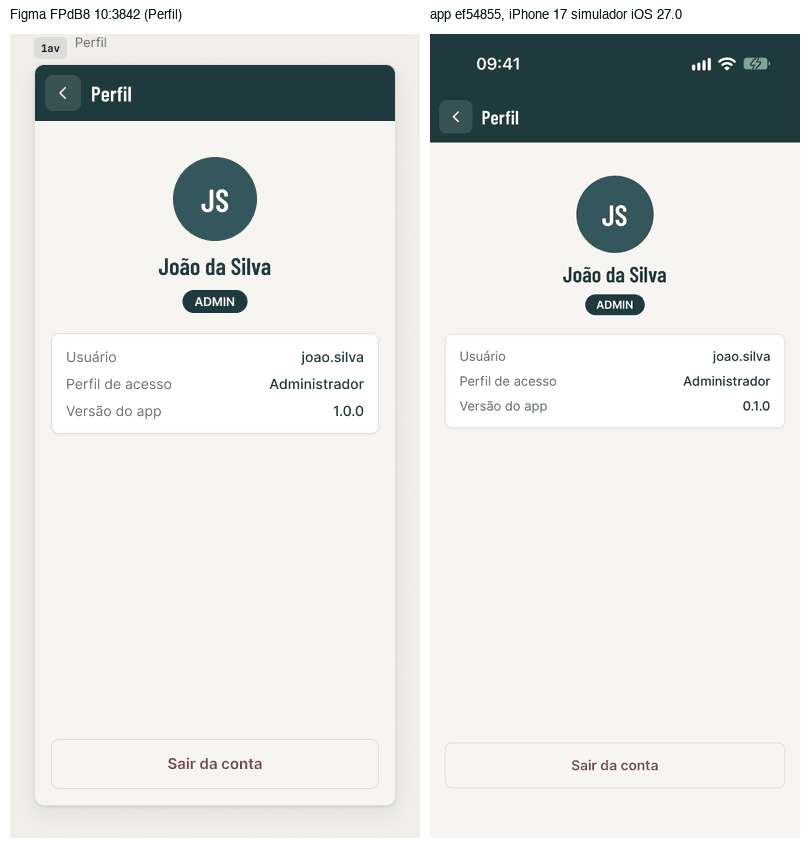 Figma FPdB8 10:3842 (Perfil)
1av Perfil
Perfil
JS
João da Silva
ADMIN
Usuário joao.silva
Perfil de acesso Administrador
Versão do app 1.0.0
Sair da conta
app ef54855, iPhone 17 simulador iOS 27.0
09:41
Perfil
JS
João da Silva
ADMIN
Usuário joao.silva
Perfil de acesso Administrador
Versão do app 0.1.0
Sair da conta